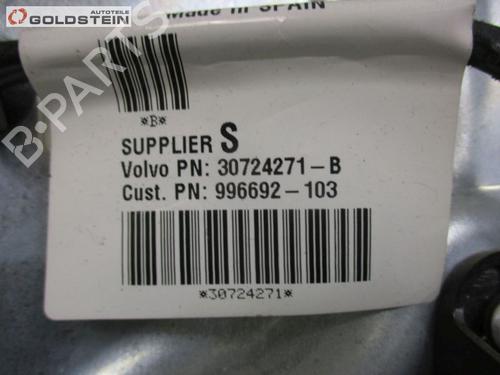 Autoteile
GOLDSTEIN
Made in SPAIN
*B*
SUPPLIER S
Volvo PN: 30724271-B
Cust. PN: 996692-103
*30724271*
B-PARTS